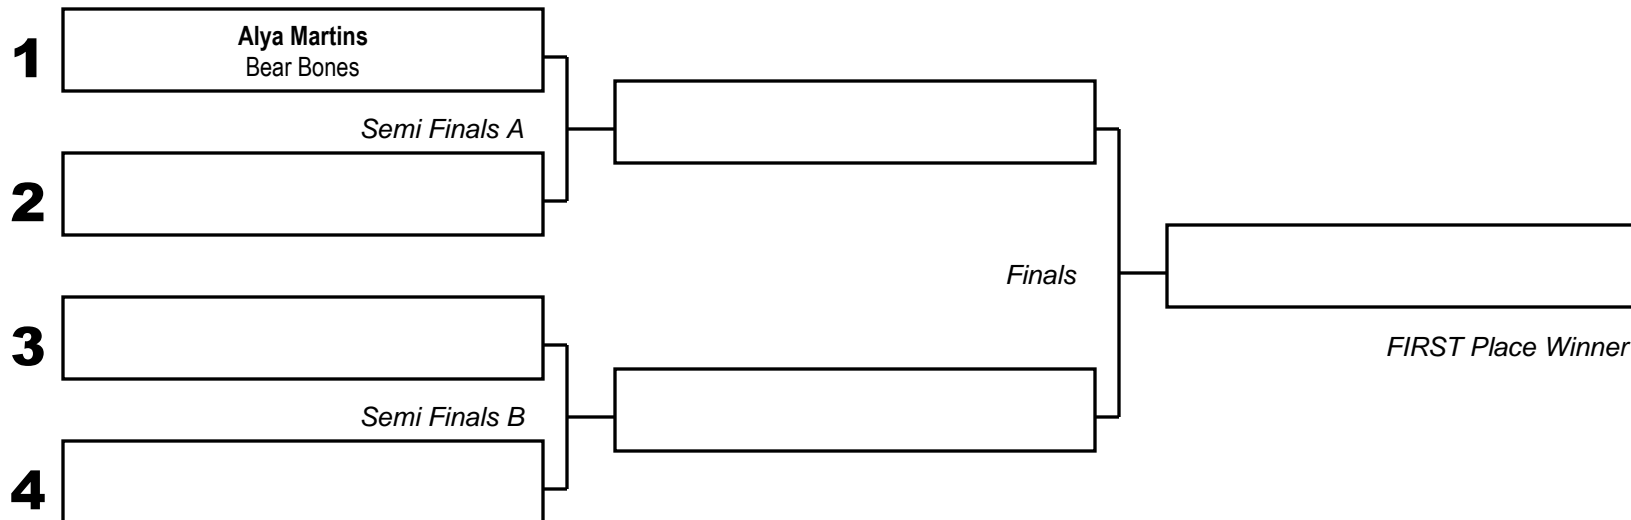 1
Alya Martins
Bear Bones
Semi Finals A
2
Finals
3
FIRST Place Winner
Semi Finals B
4